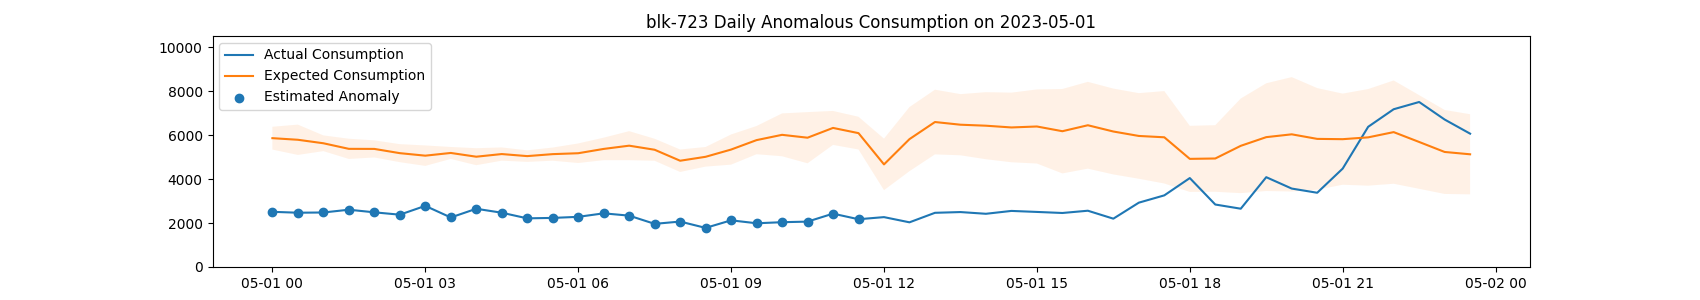 blk-723 Daily Anomalous Consumption on 2023-05-01
10000
8000
6000
4000
2000
0
Actual Consumption
Expected Consumption
Estimated Anomaly
05-01 00 05-01 03 05-01 06 05-01 09 05-01 12 05-01 15 05-01 18 05-01 21 05-02 00